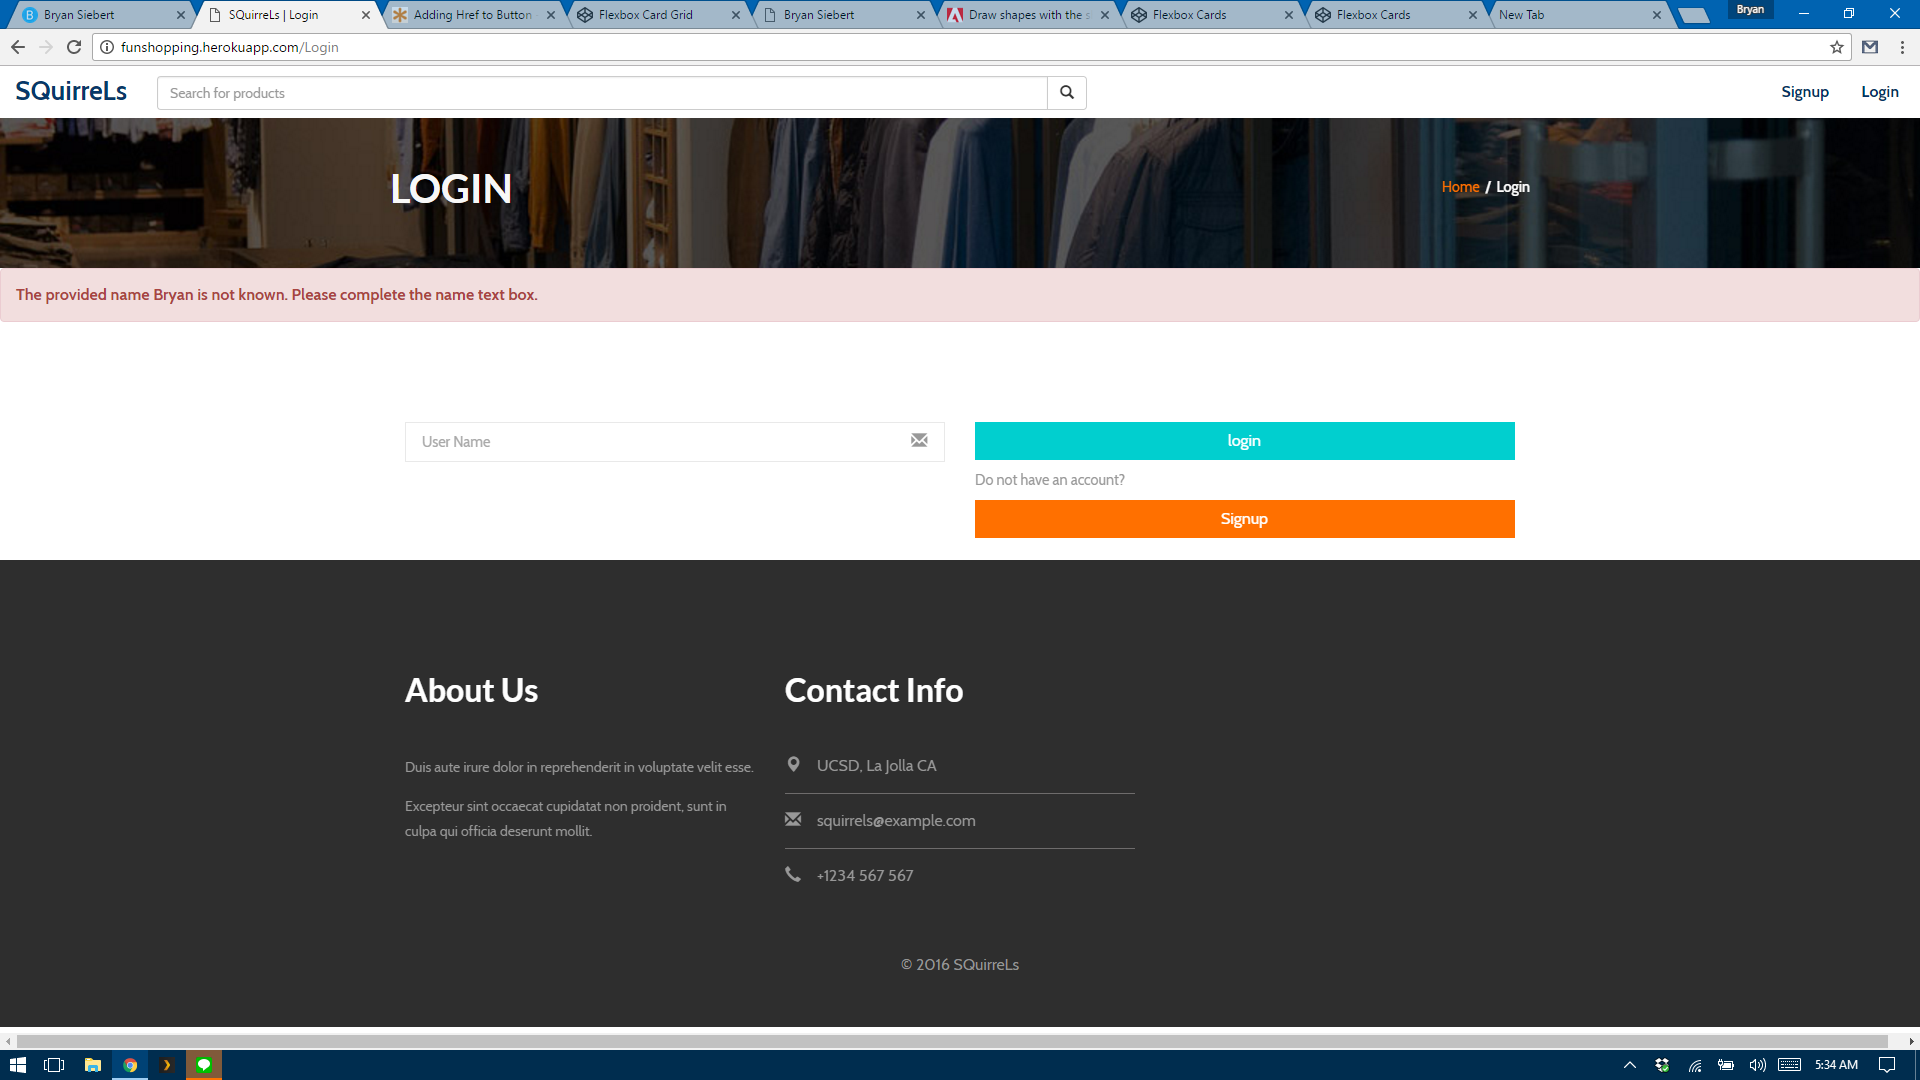 Bryan Siebert
SQuirreLs | Login
Adding Href to Button
Flexbox Card Grid
Bryan Siebert
Draw shapes with the s
Flexbox Cards
Flexbox Cards
New Tab
Bryan
funshopping.herokuapp.com/Login
SQuirreLs
Search for products
Signup
Login
LOGIN
Home / Login
The provided name Bryan is not known. Please complete the name text box.
User Name
login
Do not have an account?
Signup
About Us
Duis aute irure dolor in reprehenderit in voluptate velit esse.
Excepteur sint occaecat cupidatat non proident, sunt in
culpa qui officia deserunt mollit.
Contact Info
UCSD, La Jolla CA
squirrels@example.com
+1234 567 567
© 2016 SQuirreLs
5:34 AM